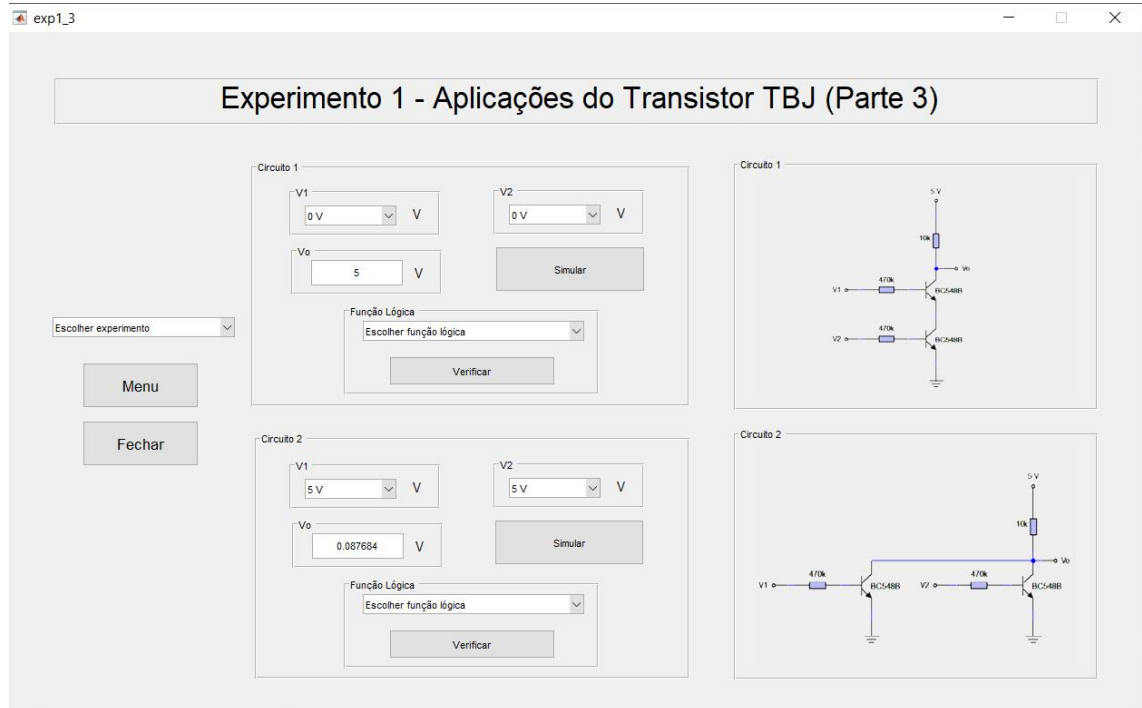 exp1_3
Experimento 1 - Aplicações do Transistor TBJ (Parte 3)
Escolher experimento
Menu
Fechar
Circuito 1
V1
0 V
V
V2
0 V
V
Vo
5
V
Simular
Função Lógica
Escolher função lógica
Verificar
Circuito 1
5 V
10k
Vo
470k
V1
BC548B
470k
V2
BC548B
Circuito 2
V1
5 V
V
V2
5 V
V
Vo
0.087684
V
Simular
Função Lógica
Escolher função lógica
Verificar
Circuito 2
5 V
10k
Vo
470k
V1
BC548B
470k
V2
BC548B